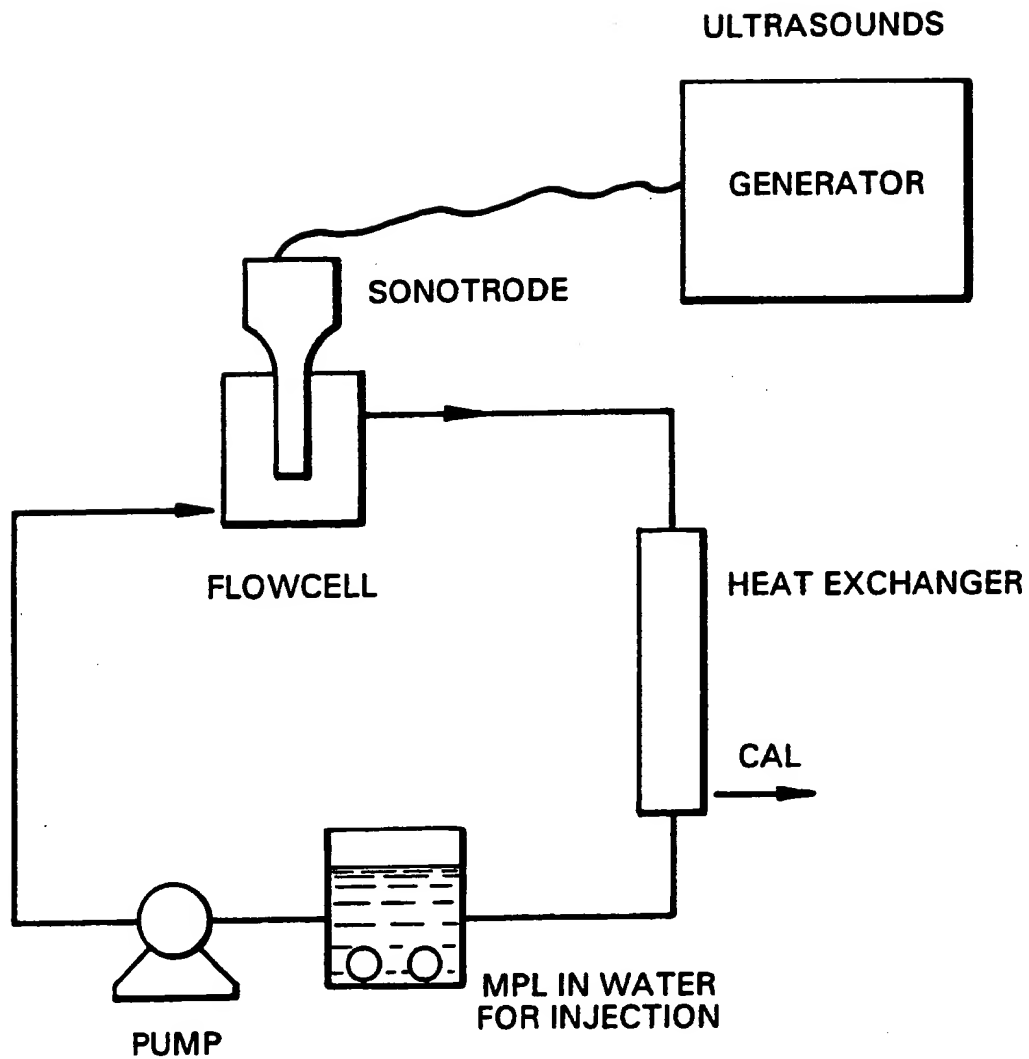 ULTRASOUNDS
GENERATOR
SONOTRODE
FLOWCELL
HEAT EXCHANGER
CAL
MPL IN WATER
FOR INJECTION
PUMP